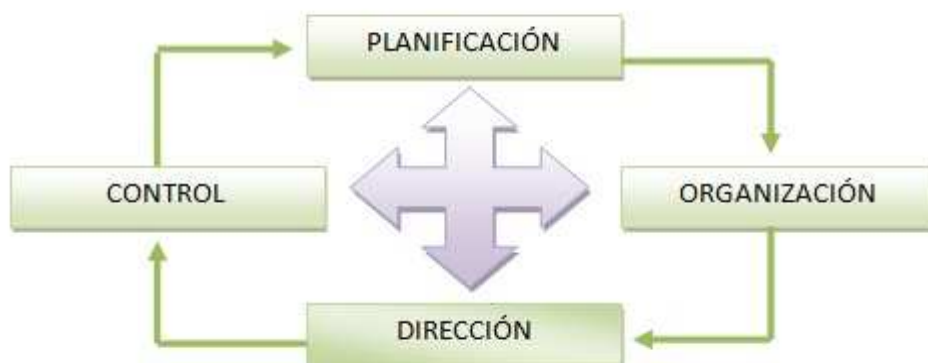 PLANIFICACIÓN
CONTROL
ORGANIZACIÓN
DIRECCIÓN